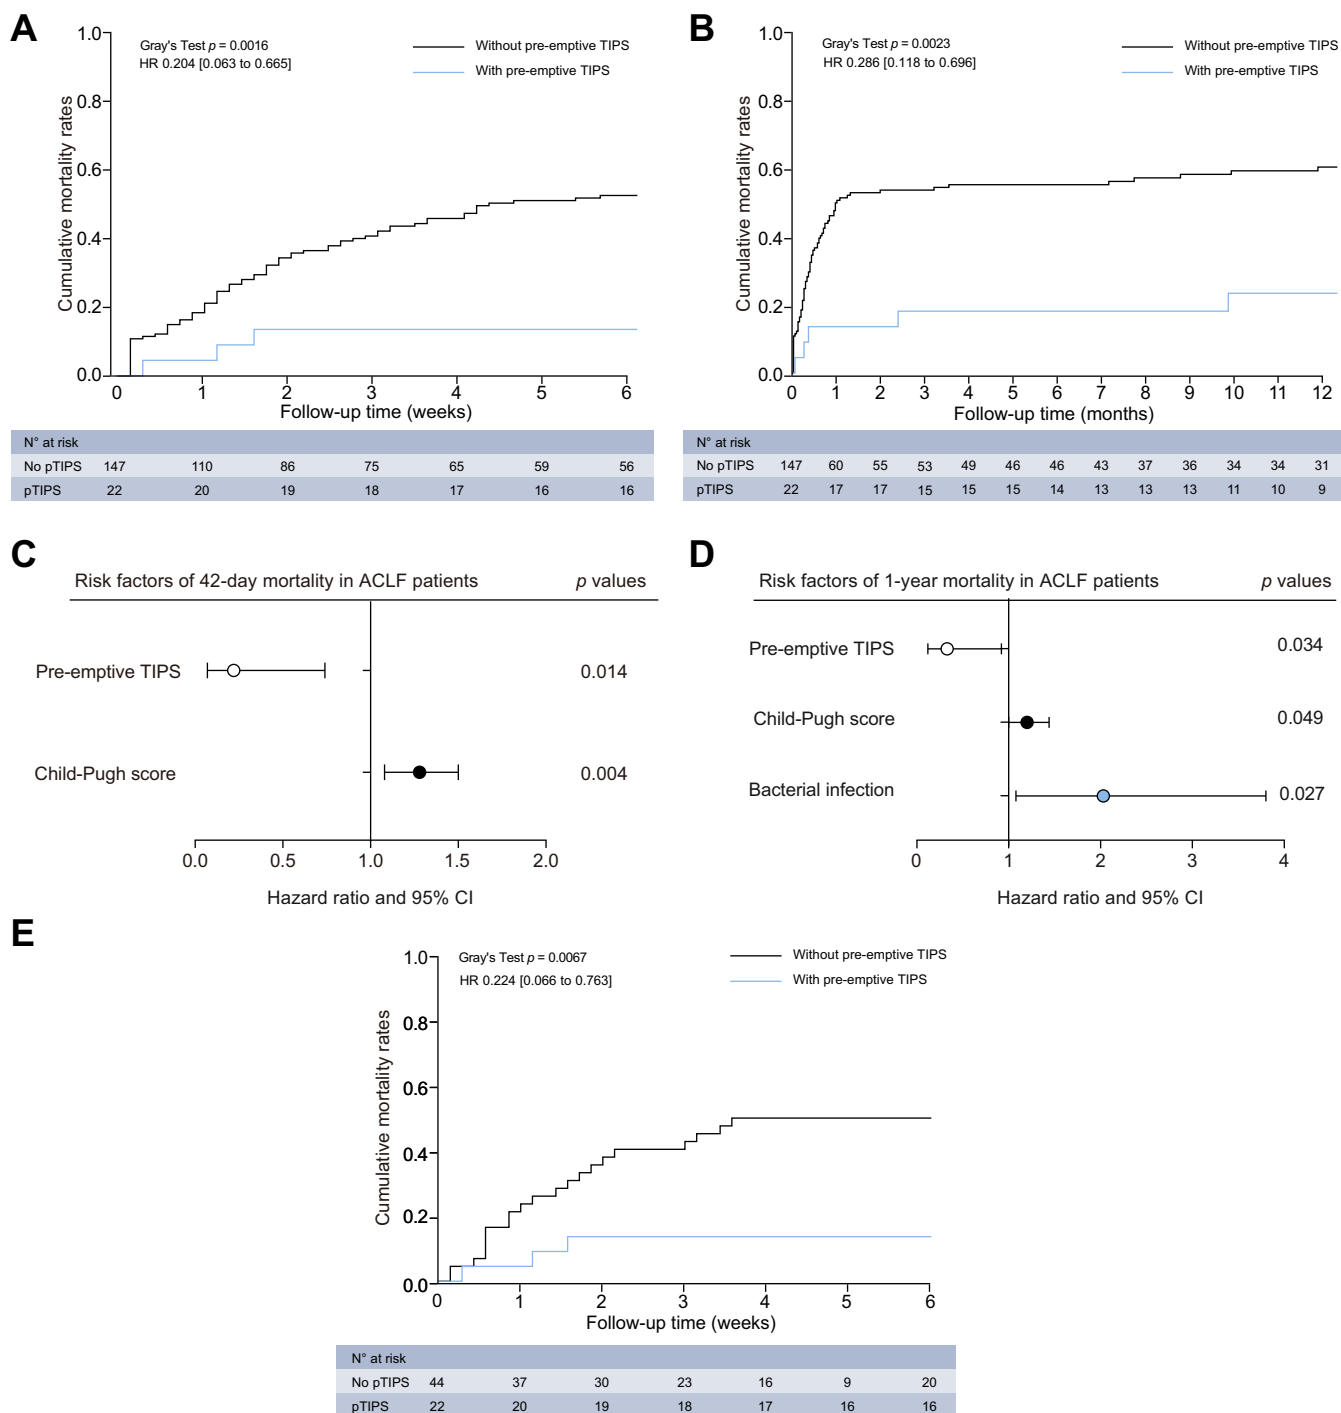 A
Gray's Test p = 0.0016
HR 0.204 [0.063 to 0.665]
Without pre-emptive TIPS
With pre-emptive TIPS
Cumulative mortality rates
1.0
0.8
0.6
0.4
0.2
0.0
0 1 2 3 4 5 6
Follow-up time (weeks)
N° at risk
No pTIPS 147 110 86 75 65 59 56
pTIPS 22 20 19 18 17 16 16
B
Gray's Test p = 0.0023
HR 0.286 [0.118 to 0.696]
Without pre-emptive TIPS
With pre-emptive TIPS
Cumulative mortality rates
1.0
0.8
0.6
0.4
0.2
0.0
0 1 2 3 4 5 6 7 8 9 10 11 12
Follow-up time (months)
N° at risk
No pTIPS 147 60 55 53 49 46 46 43 37 36 34 34 31
pTIPS 22 17 17 15 15 15 14 13 13 13 11 10 9
C
Risk factors of 42-day mortality in ACLF patients p values
Pre-emptive TIPS 0.014
Child-Pugh score 0.004
0.0 0.5 1.0 1.5 2.0
Hazard ratio and 95% CI
D
Risk factors of 1-year mortality in ACLF patients p values
Pre-emptive TIPS 0.034
Child-Pugh score 0.049
Bacterial infection 0.027
0 1 2 3 4
Hazard ratio and 95% CI
E
Gray's Test p = 0.0067
HR 0.224 [0.066 to 0.763]
Without pre-emptive TIPS
With pre-emptive TIPS
Cumulative mortality rates
1.0
0.8
0.6
0.4
0.2
0.0
0 1 2 3 4 5 6
Follow-up time (weeks)
N° at risk
No pTIPS 44 37 30 23 16 9 20
pTIPS 22 20 19 18 17 16 16